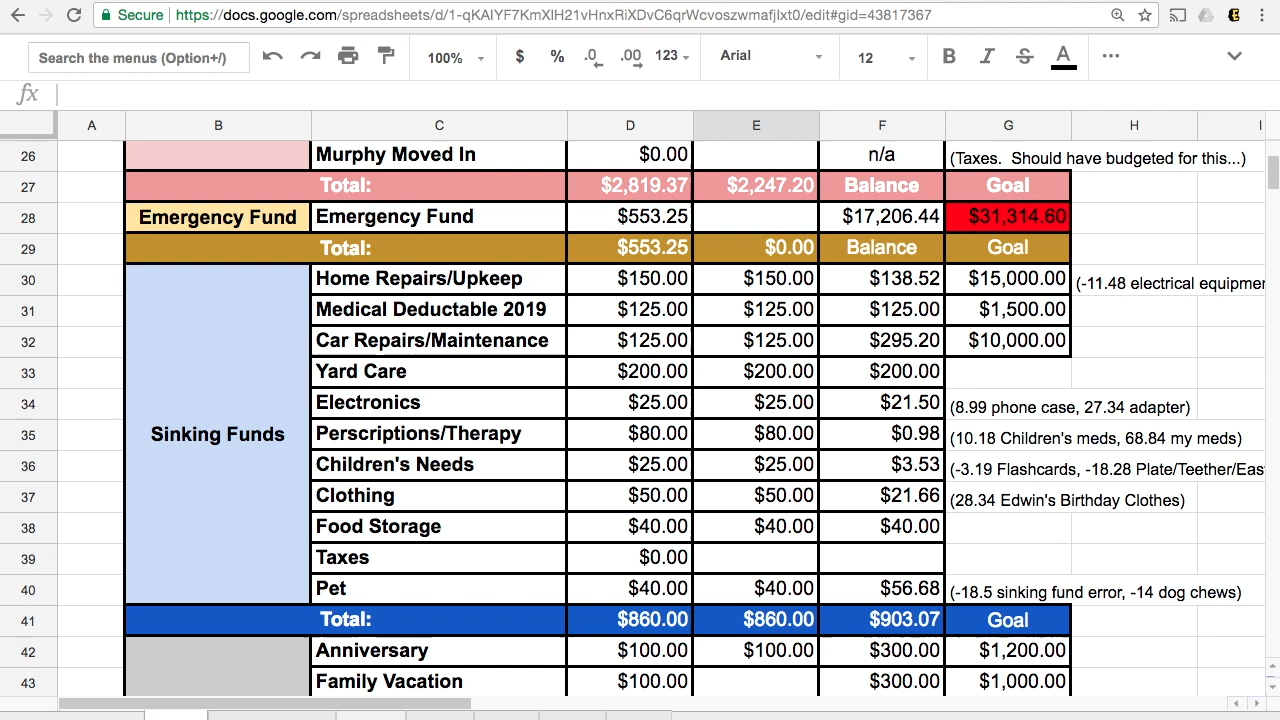 Secure https://docs.google.com/spreadsheets/d/1-qKAIYF7KmXIH21vHnxRiXDvC6qrWcvoszwmafjlxt0/edit#gid=43817367
Search the menus (Option+/) 100% $ % .0 .00 123 Arial 12 B I S A
fx
A B C D E F G H I
26 Murphy Moved In $0.00 n/a (Taxes. Should have budgeted for this...)
27 Total: $2,819.37 $2,247.20 Balance Goal
28 Emergency Fund Emergency Fund $553.25 $17,206.44 $31,314.60
29 Total: $553.25 $0.00 Balance Goal
30 Home Repairs/Upkeep $150.00 $150.00 $138.52 $15,000.00 (-11.48 electrical equipmen
31 Medical Deductable 2019 $125.00 $125.00 $125.00 $1,500.00
32 Car Repairs/Maintenance $125.00 $125.00 $295.20 $10,000.00
33 Yard Care $200.00 $200.00 $200.00
34 Electronics $25.00 $25.00 $21.50 (8.99 phone case, 27.34 adapter)
35 Sinking Funds Perscriptions/Therapy $80.00 $80.00 $0.98 (10.18 Children's meds, 68.84 my meds)
36 Children's Needs $25.00 $25.00 $3.53 (-3.19 Flashcards, -18.28 Plate/Teether/Eas
37 Clothing $50.00 $50.00 $21.66 (28.34 Edwin's Birthday Clothes)
38 Food Storage $40.00 $40.00 $40.00
39 Taxes $0.00
40 Pet $40.00 $40.00 $56.68 (-18.5 sinking fund error, -14 dog chews)
41 Total: $860.00 $860.00 $903.07 Goal
42 Anniversary $100.00 $100.00 $300.00 $1,200.00
43 Family Vacation $100.00 $300.00 $1,000.00